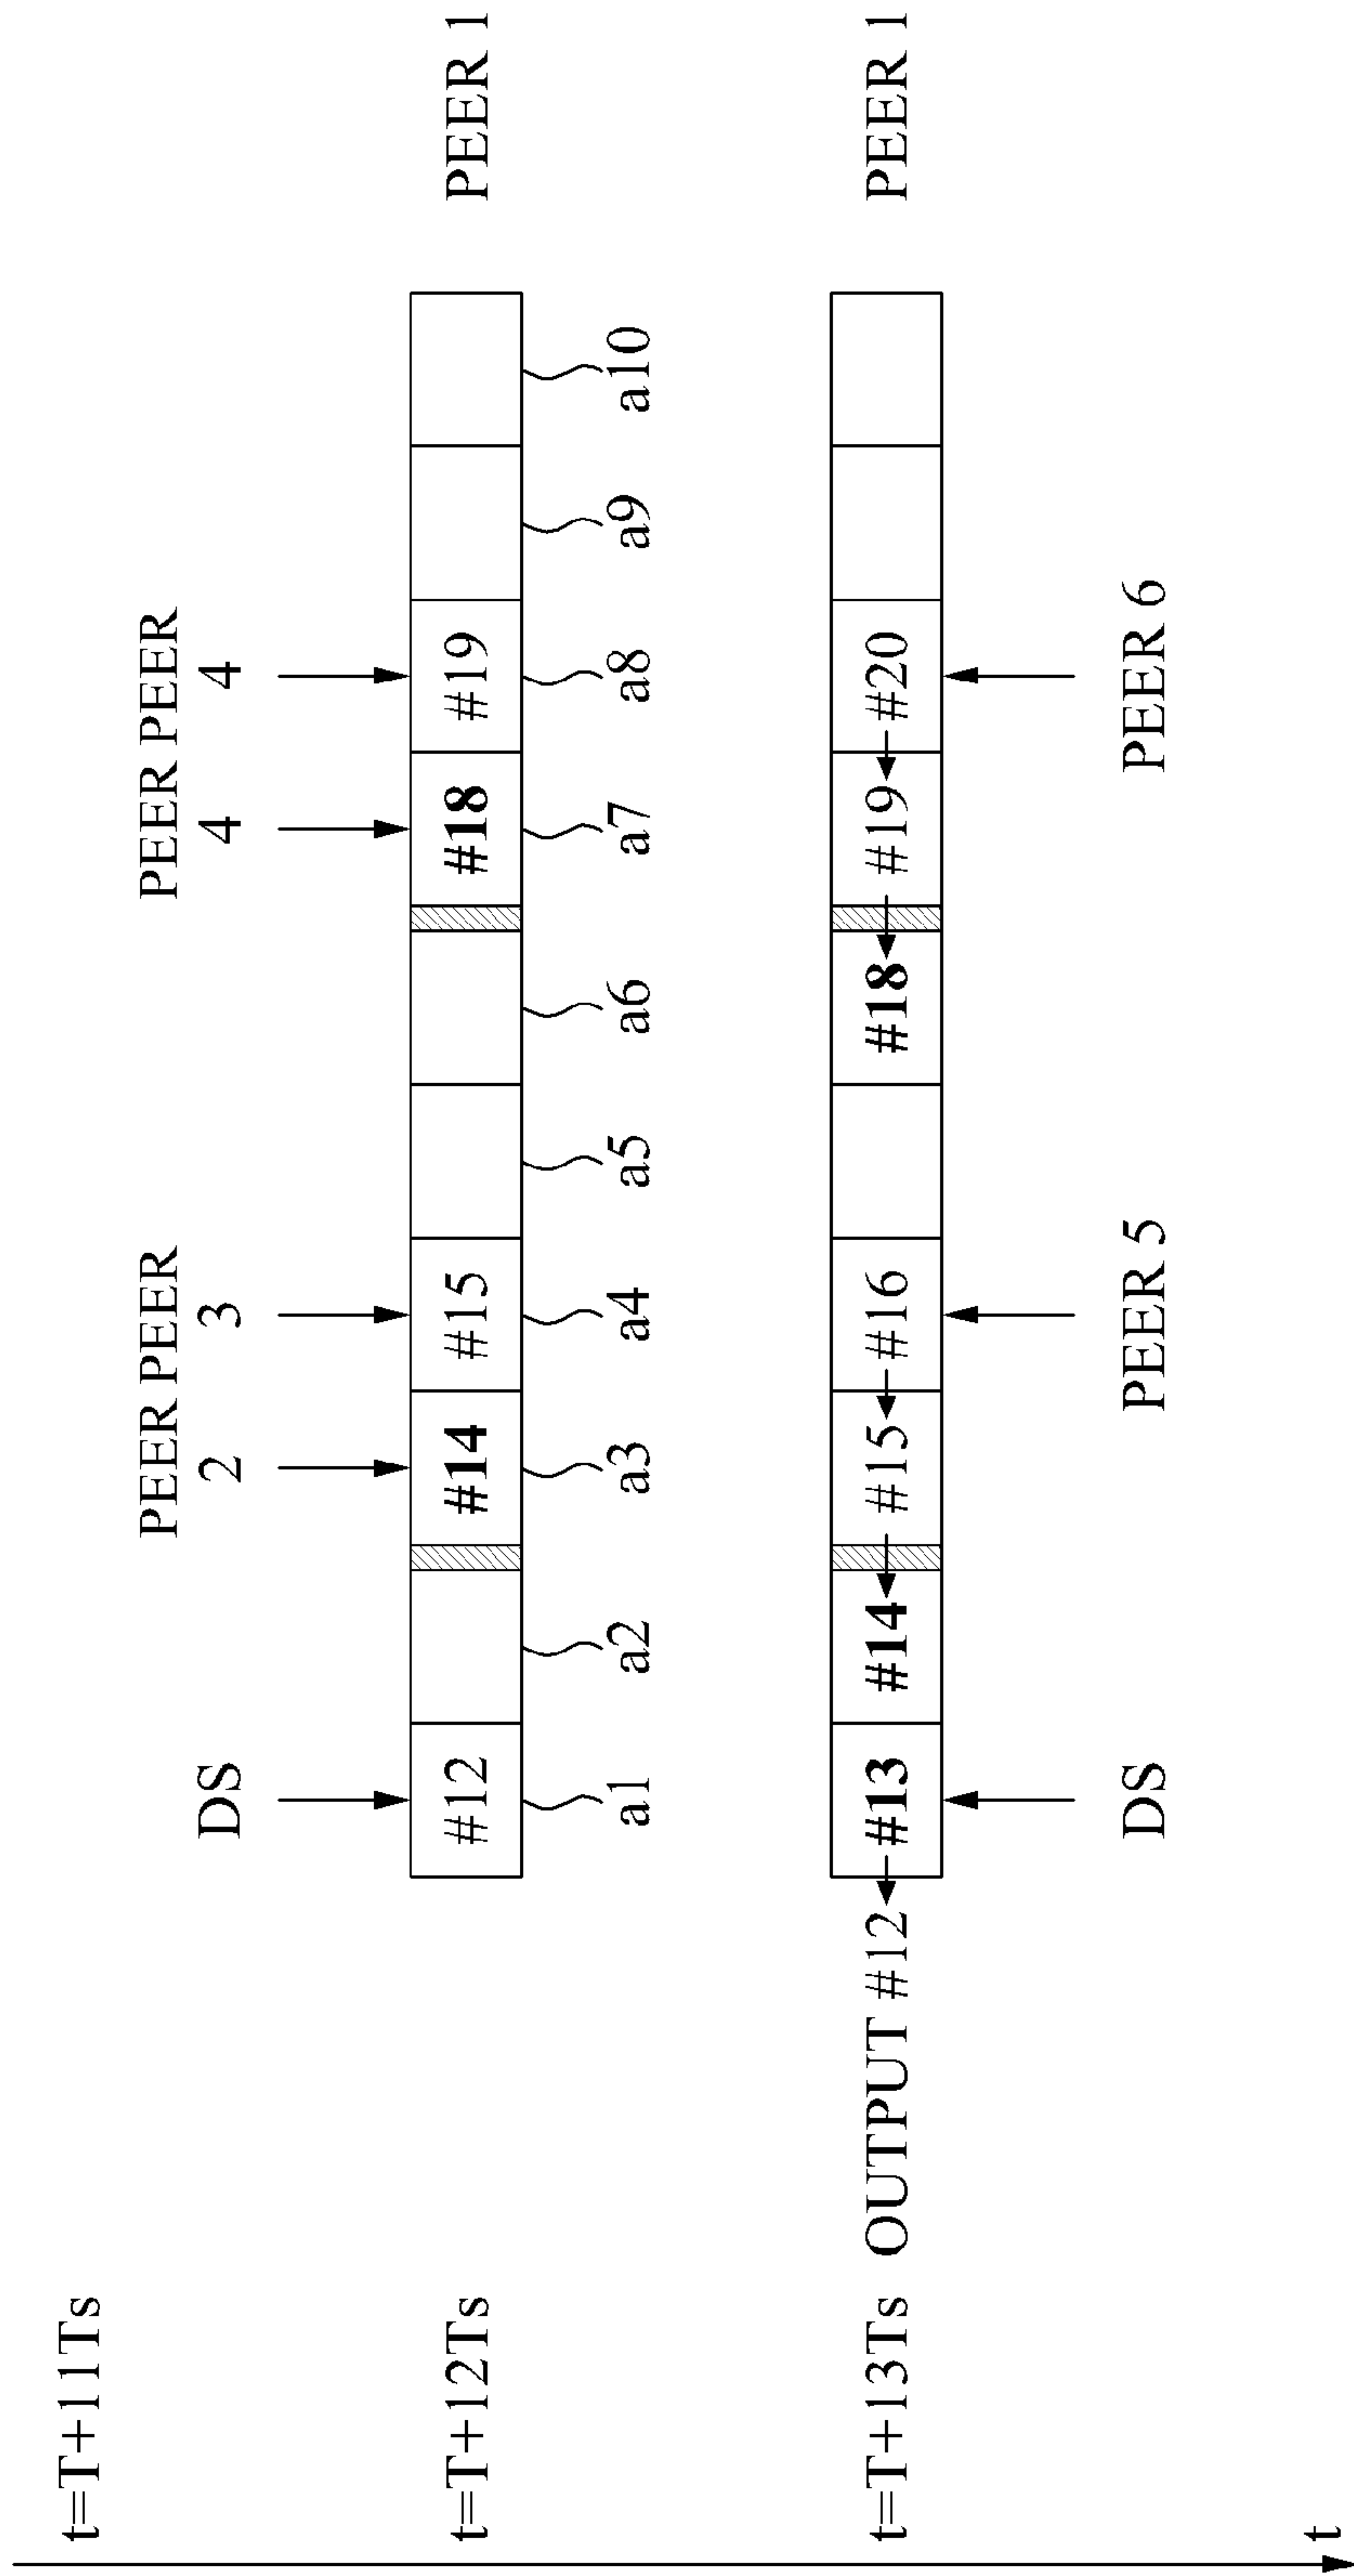 t=T+11Ts
DS
PEER PEER
2 3
PEER PEER
4 4
t=T+12Ts
#12 #14 #15 #18 #19
PEER 1
a1 a2 a3 a4 a5 a6 a7 a8 a9 a10
t=T+13Ts OUTPUT #12 #13 #14 #15 #16 #18 #19 #20
PEER 1
DS PEER 5 PEER 6
t